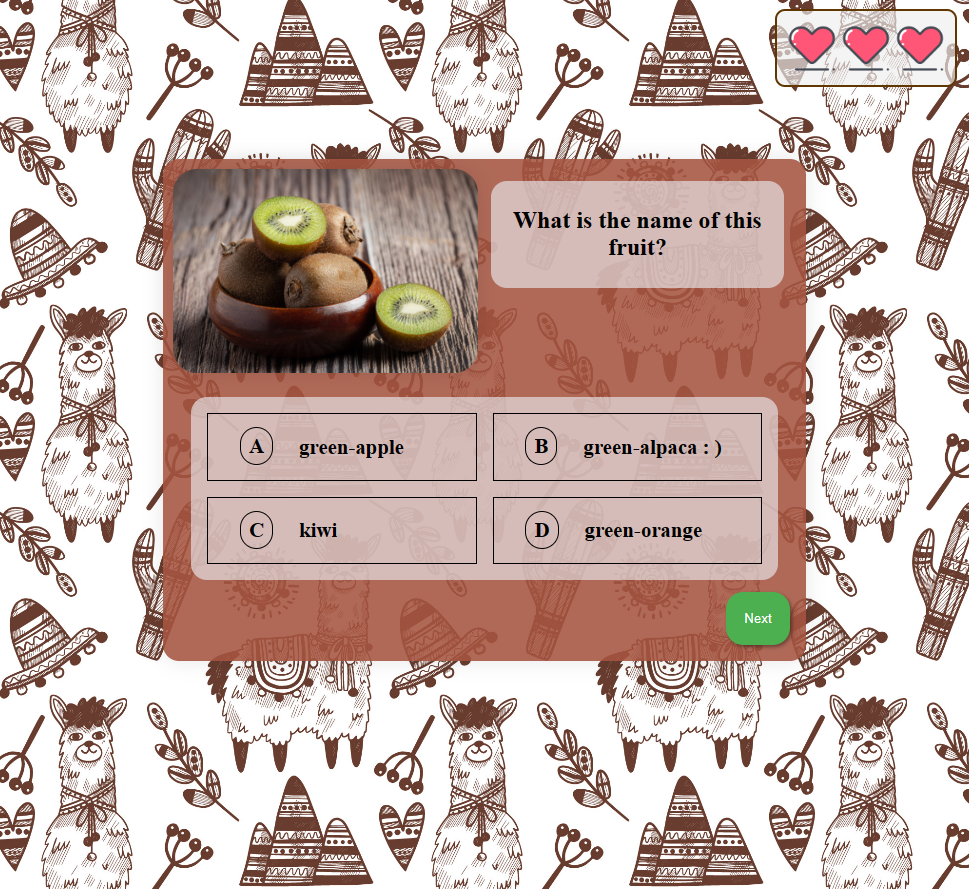 What is the name of this
fruit?
A green-apple
B green-alpaca : )
C kiwi
D green-orange
Next